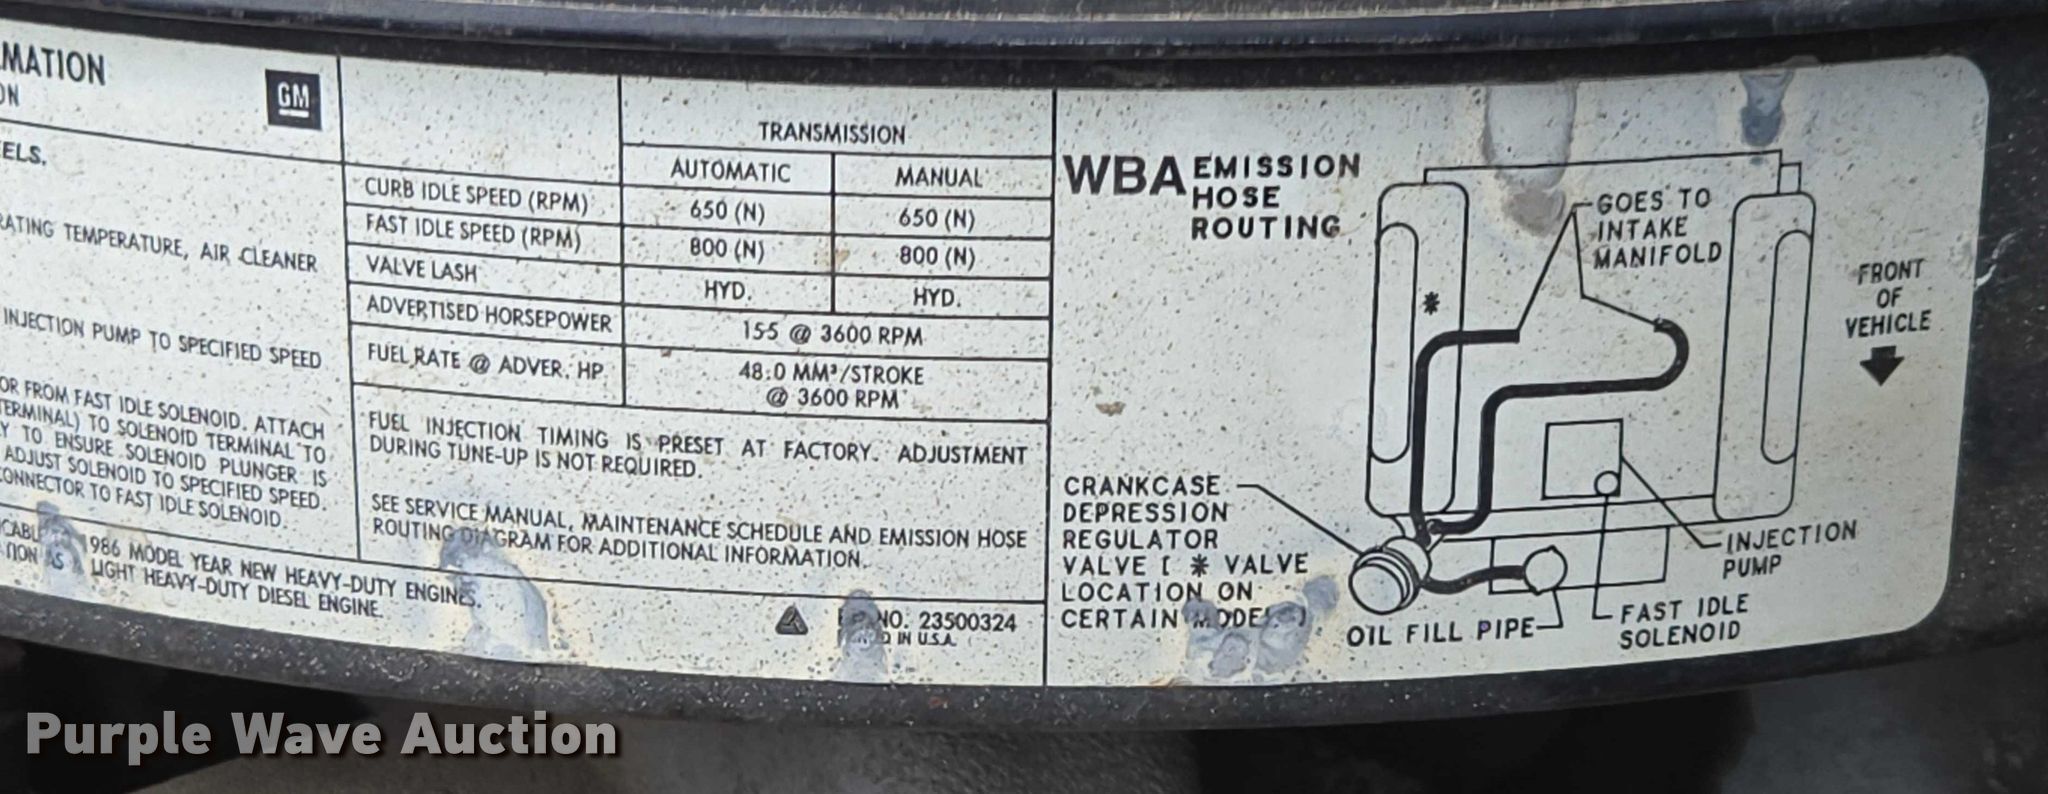 MATION
ON
GM
ELS.
RATING TEMPERATURE, AIR CLEANER
INJECTION PUMP TO SPECIFIED SPEED
OR FROM FAST IDLE SOLENOID. ATTACH
TERMINAL) TO SOLENOID TERMINAL TO
Y TO ENSURE SOLENOID PLUNGER IS
ADJUST SOLENOID TO SPECIFIED SPEED.
CONNECTOR TO FAST IDLE SOLENOID.
1986 MODEL YEAR NEW HEAVY-DUTY ENGINES.
TION AS A LIGHT HEAVY-DUTY DIESEL ENGINE.
TRANSMISSION
AUTOMATIC MANUAL
CURB IDLE SPEED (RPM) 650 (N) 650 (N)
FAST IDLE SPEED (RPM) 800 (N) 800 (N)
VALVE LASH HYD. HYD.
ADVERTISED HORSEPOWER 155 @ 3600 RPM
FUEL RATE @ ADVER. HP 48.0 MM³/STROKE
@ 3600 RPM
FUEL INJECTION TIMING IS PRESET AT FACTORY. ADJUSTMENT
DURING TUNE-UP IS NOT REQUIRED.
SEE SERVICE MANUAL, MAINTENANCE SCHEDULE AND EMISSION HOSE
ROUTING DIAGRAM FOR ADDITIONAL INFORMATION.
NO. 23500324
IN U.S.A.
WBA EMISSION
HOSE
ROUTING
GOES TO
INTAKE
MANIFOLD
FRONT
OF
VEHICLE
*
CRANKCASE
DEPRESSION
REGULATOR
VALVE [ * VALVE
LOCATION ON
CERTAIN MODELS]
OIL FILL PIPE
FAST IDLE
SOLENOID
INJECTION
PUMP
Purple Wave Auction